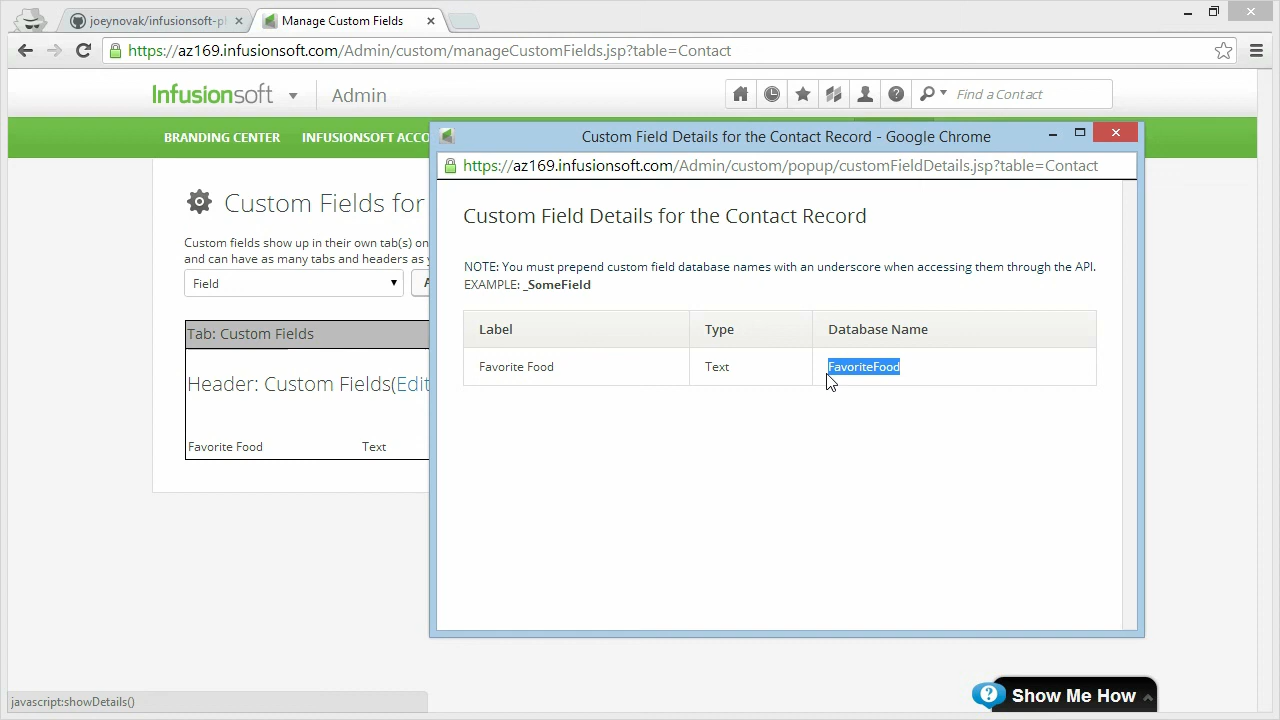 joeynovak/infusionsoft-pl
Manage Custom Fields
https://az169.infusionsoft.com/Admin/custom/manageCustomFields.jsp?table=Contact
Infusionsoft
Admin
Find a Contact
BRANDING CENTER
INFUSIONSOFT ACCO
Custom Fields for
Custom fields show up in their own tab(s) on
and can have as many tabs and headers as y
Field
A
Tab: Custom Fields
Header: Custom Fields(Edit
Favorite Food
Text
Custom Field Details for the Contact Record - Google Chrome
https://az169.infusionsoft.com/Admin/custom/popup/customFieldDetails.jsp?table=Contact
Custom Field Details for the Contact Record
NOTE: You must prepend custom field database names with an underscore when accessing them through the API.
EXAMPLE: _SomeField
Label Type Database Name
Favorite Food Text FavoriteFood
javascript:showDetails()
Show Me How